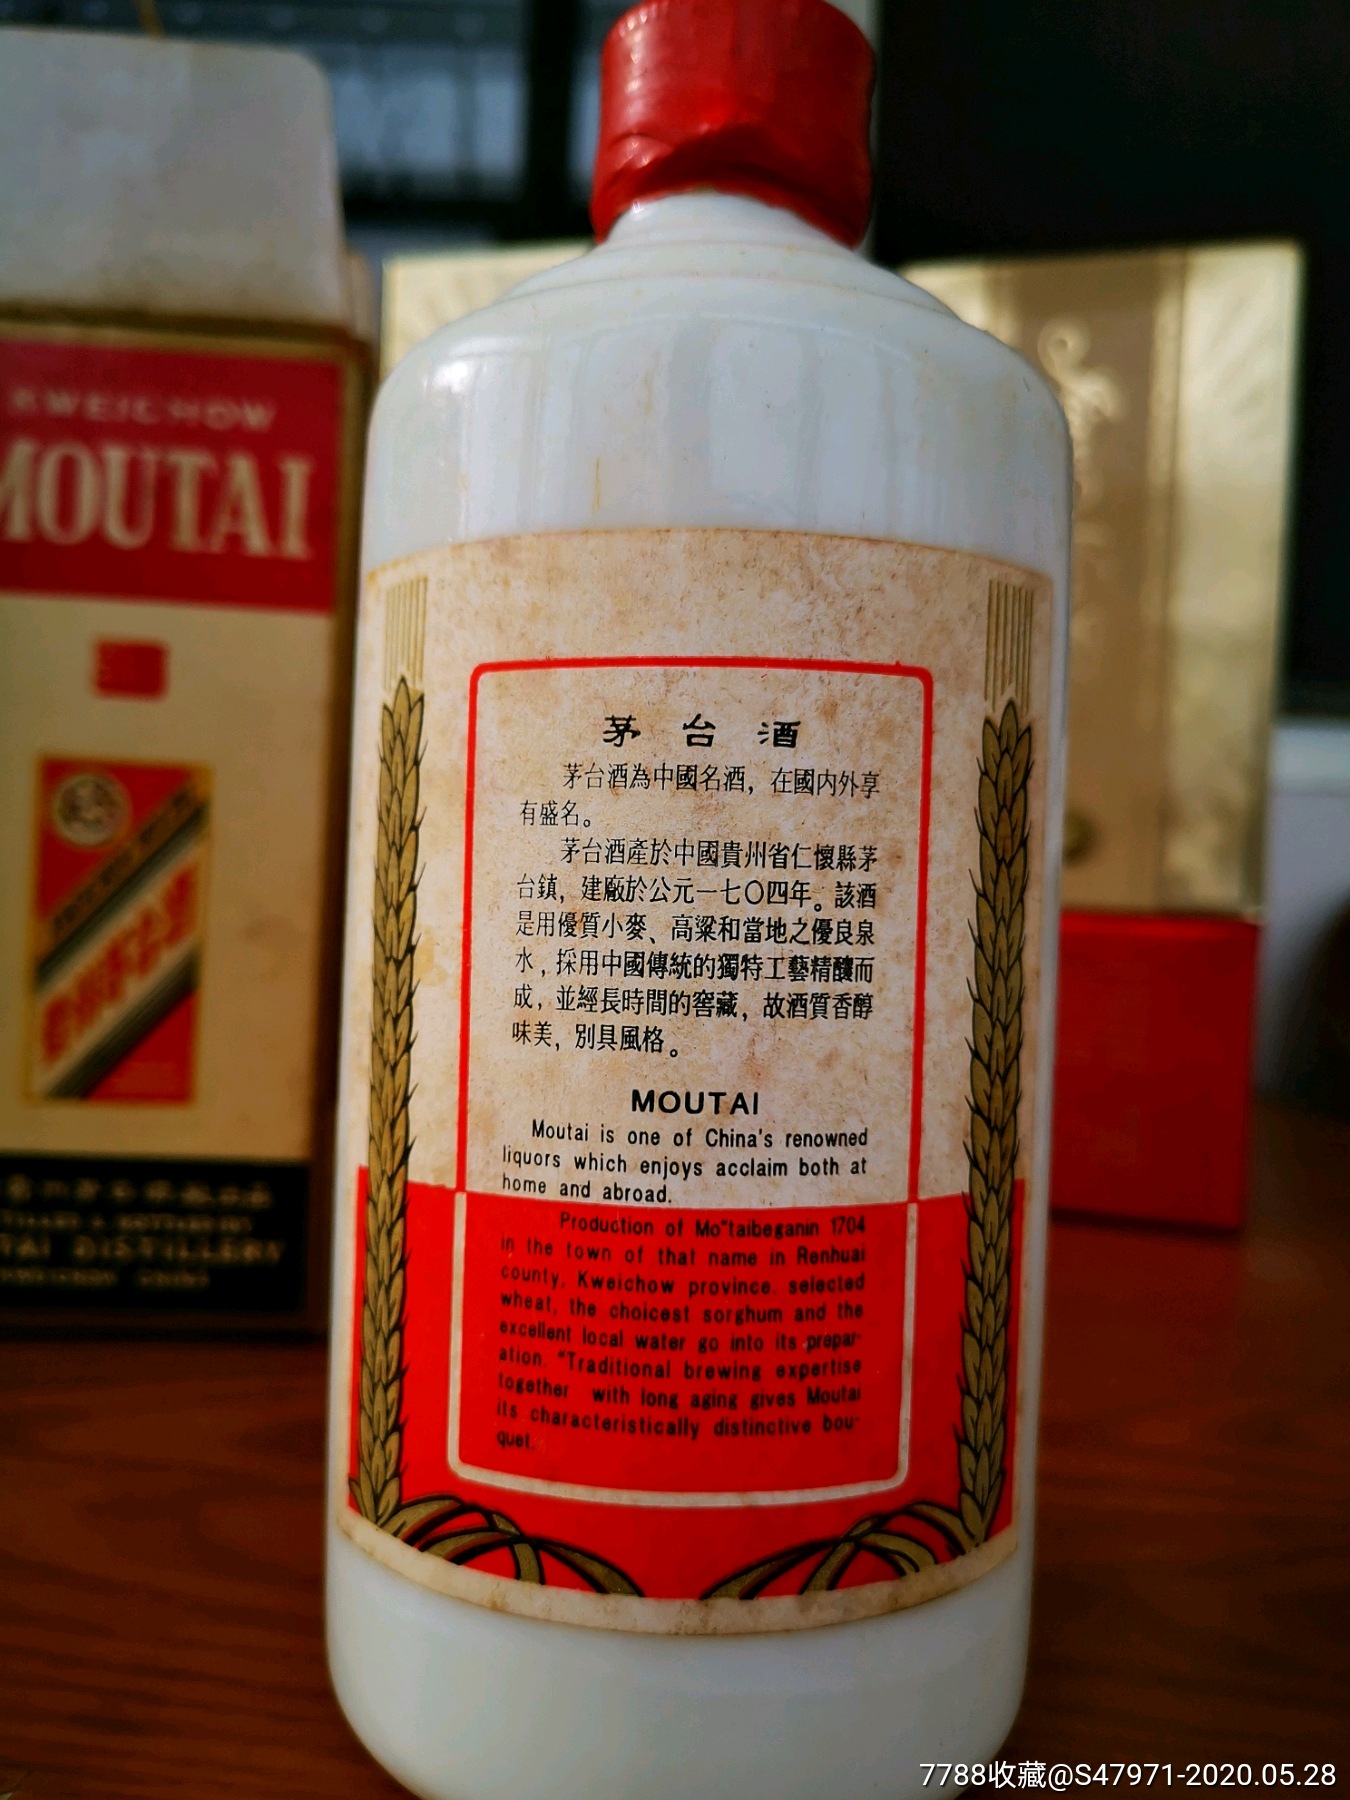 KWEICHOW
MOUTAI
茅台酒
茅台酒為中國名酒，在國内外享
有盛名。
茅台酒產於中國貴州省仁懷縣茅
台鎮，建廠於公元一七〇四年。該酒
是用優質小麥、高粱和當地之優良泉
水，採用中國傳統的獨特工藝精釀而
成，並經長時間的窖藏，故酒質香醇
味美，別具風格。
MOUTAI
Moutai is one of China's renowned
liquors which enjoys acclaim both at
home and abroad.
Production of Mo"taibeganin 1704
in the town of that name in Renhuai
county, Kweichow province. selected
wheat, the choicest sorghum and the
excellent local water go into its prepar-
ation. "Traditional brewing expertise
together with long aging gives Moutai
its characteristically distinctive bou-
quet.
TAI DISTILLERY
7788收藏@S47971-2020.05.28